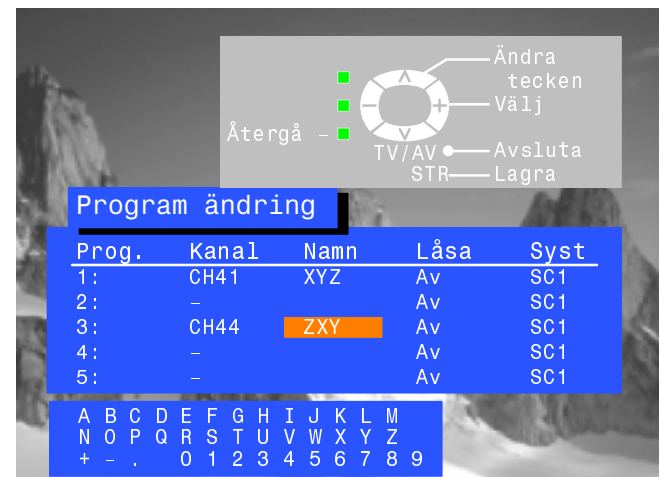 Ändra
tecken
Välj
Återgå –
TV/AV Avsluta
STR Lagra
Program ändring
Prog. Kanal Namn Låsa Syst
1: CH41 XYZ Av SC1
2: – Av SC1
3: CH44 ZXY Av SC1
4: – Av SC1
5: – Av SC1
A B C D E F G H I J K L M
N O P Q R S T U V W X Y Z
+ – . 0 1 2 3 4 5 6 7 8 9